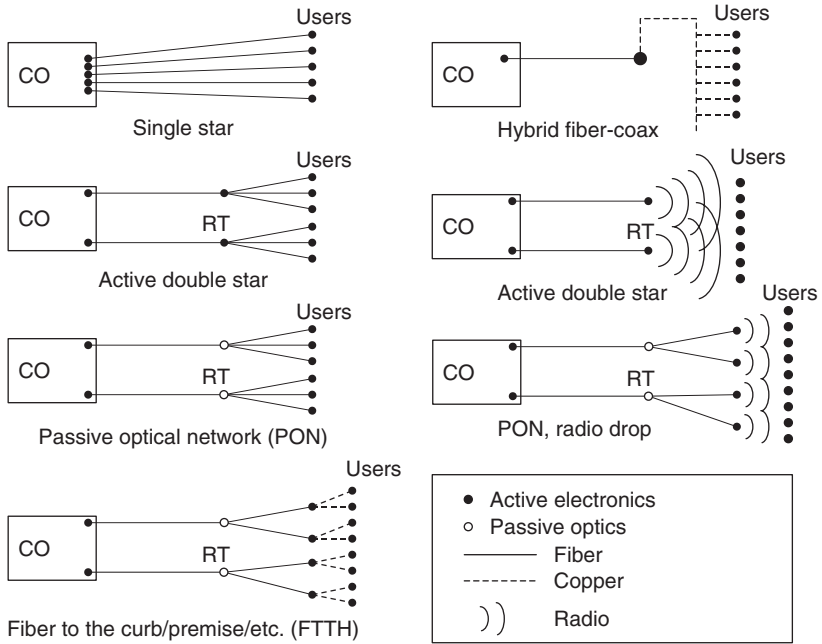 Users
CO
Single star
Users
CO
RT
Active double star
Users
CO
RT
Passive optical network (PON)
Users
CO
RT
Fiber to the curb/premise/etc. (FTTH)
Users
CO
Hybrid fiber-coax
Users
CO
RT
Active double star
Users
CO
RT
PON, radio drop
Active electronics
Passive optics
Fiber
Copper
Radio